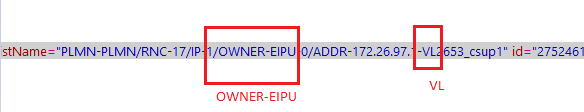 stName="PLMN-PLMN/RNC-17/IP-1/OWNER-EIPU-0/ADDR-172.26.97.1-VL2653_csup1" id="2752461
OWNER-EIPU
VL